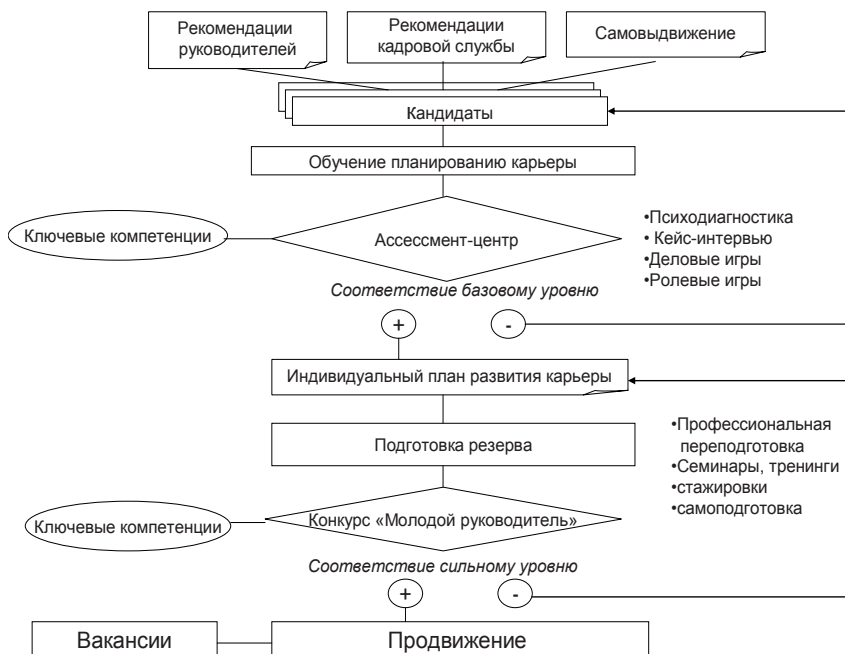 Рекомендации
руководителей
Рекомендации
кадровой службы
Самовыдвижение
Кандидаты
Обучение планированию карьеры
Ключевые компетенции
Ассессмент-центр
•Психодиагностика
• Кейс-интервью
•Деловые игры
•Ролевые игры
Соответствие базовому уровню
+
-
Индивидуальный план развития карьеры
Подготовка резерва
•Профессиональная
переподготовка
•Семинары, тренинги
•стажировки
•самоподготовка
Ключевые компетенции
Конкурс «Молодой руководитель»
Соответствие сильному уровню
+
-
Вакансии
Продвижение